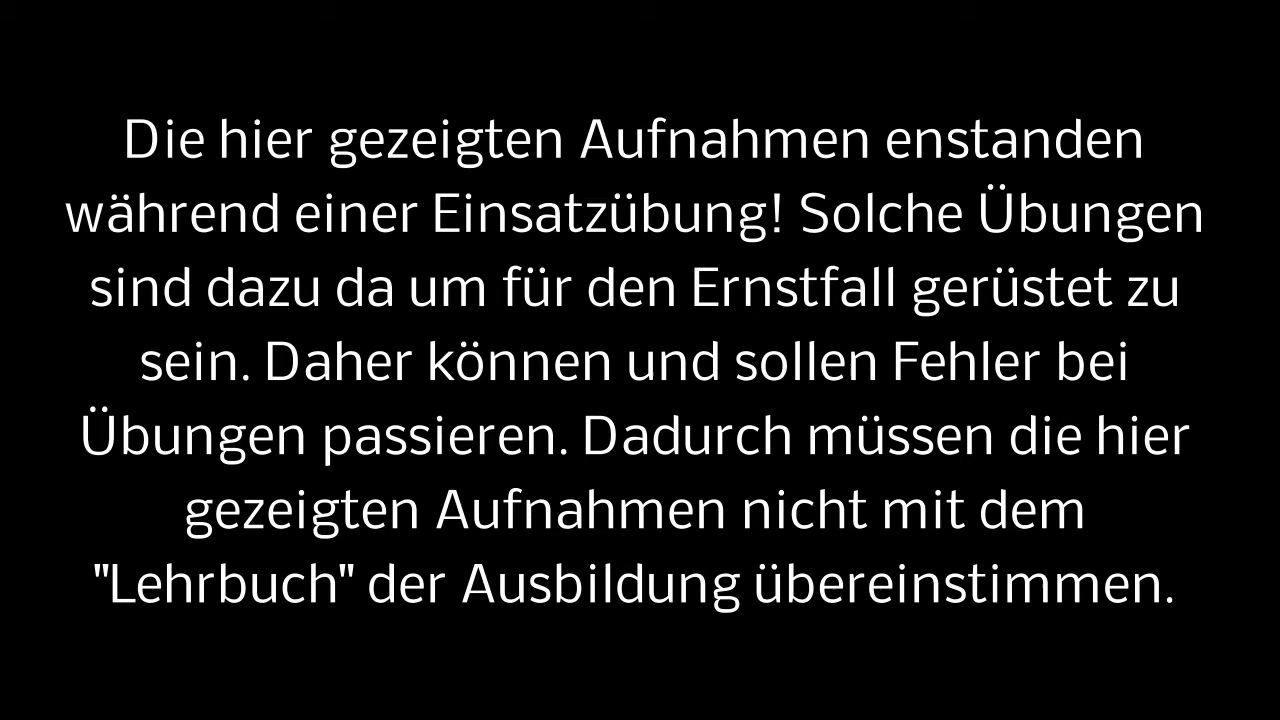 Die hier gezeigten Aufnahmen enstanden
während einer Einsatzübung! Solche Übungen
sind dazu da um für den Ernstfall gerüstet zu
sein. Daher können und sollen Fehler bei
Übungen passieren. Dadurch müssen die hier
gezeigten Aufnahmen nicht mit dem
"Lehrbuch" der Ausbildung übereinstimmen.